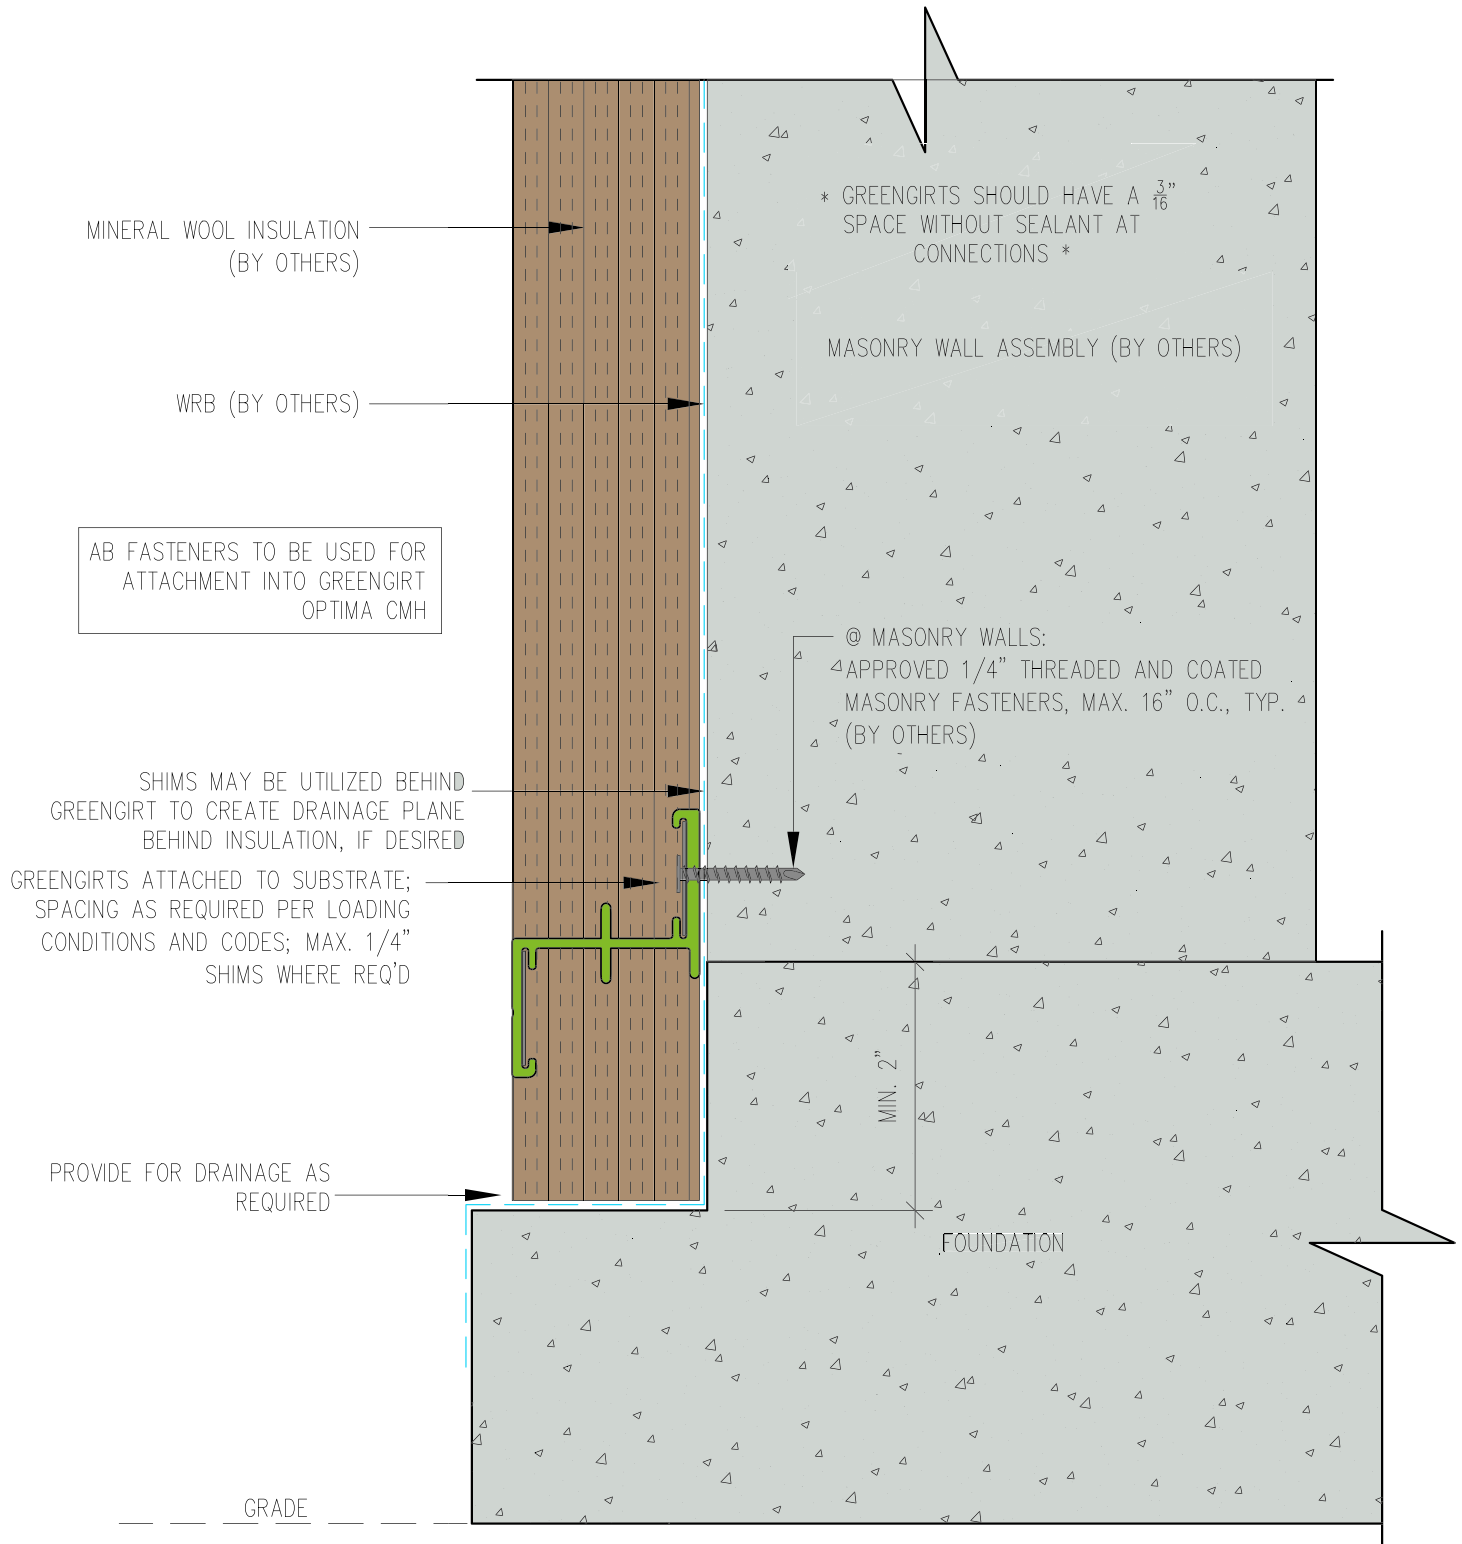 * GREENGIRTS SHOULD HAVE A 3/16"
SPACE WITHOUT SEALANT AT
CONNECTIONS *
MINERAL WOOL INSULATION
(BY OTHERS)
MASONRY WALL ASSEMBLY (BY OTHERS)
WRB (BY OTHERS)
AB FASTENERS TO BE USED FOR
ATTACHMENT INTO GREENGIRT
OPTIMA CMH
@ MASONRY WALLS:
APPROVED 1/4" THREADED AND COATED
MASONRY FASTENERS, MAX. 16" O.C., TYP.
(BY OTHERS)
SHIMS MAY BE UTILIZED BEHIND
GREENGIRT TO CREATE DRAINAGE PLANE
BEHIND INSULATION, IF DESIRED
GREENGIRTS ATTACHED TO SUBSTRATE;
SPACING AS REQUIRED PER LOADING
CONDITIONS AND CODES; MAX. 1/4"
SHIMS WHERE REQ'D
MIN. 2"
PROVIDE FOR DRAINAGE AS
REQUIRED
FOUNDATION
GRADE